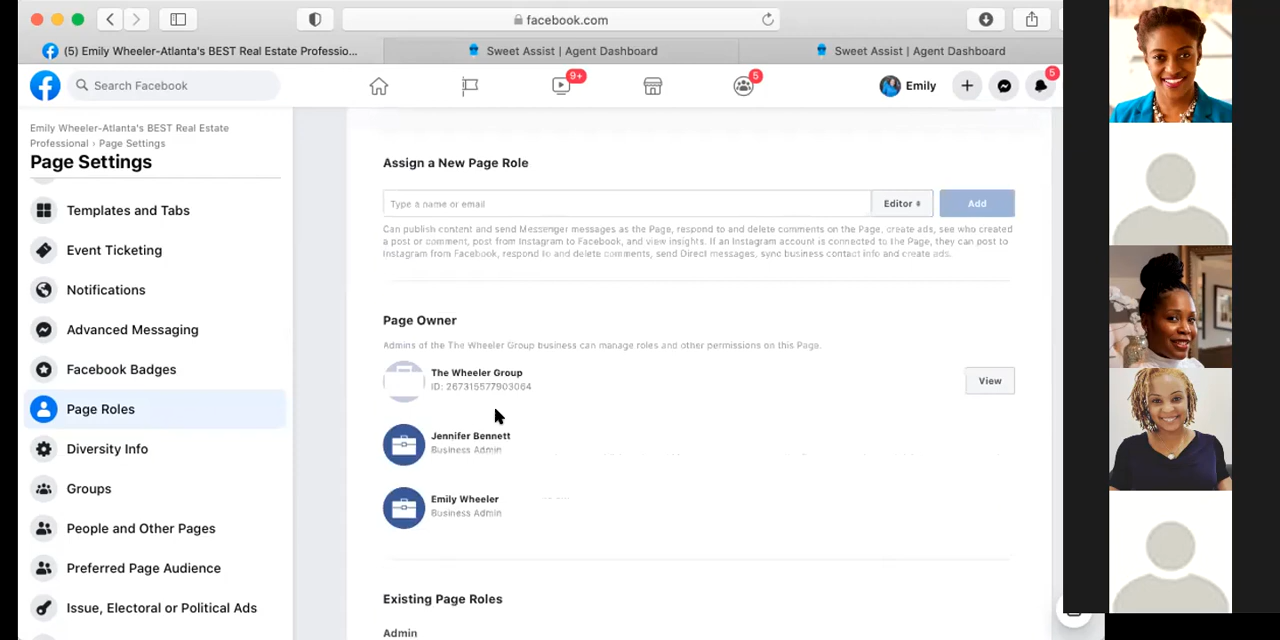 facebook.com
(5) Emily Wheeler-Atlanta's BEST Real Estate Professio...
Sweet Assist | Agent Dashboard
Sweet Assist | Agent Dashboard
Search Facebook
9+
5
Emily
5
Emily Wheeler-Atlanta's BEST Real Estate
Professional › Page Settings
Page Settings
Templates and Tabs
Event Ticketing
Notifications
Advanced Messaging
Facebook Badges
Page Roles
Diversity Info
Groups
People and Other Pages
Preferred Page Audience
Issue, Electoral or Political Ads
Assign a New Page Role
Type a name or email
Editor
Add
Can publish content and send Messenger messages as the Page, respond to and delete comments on the Page, create ads, see who created
a post or comment, post from Instagram to Facebook, and view insights. If an Instagram account is connected to the Page, they can post to
Instagram from Facebook, respond to and delete comments, send Direct messages, sync business contact info and create ads.
Page Owner
Admins of the The Wheeler Group business can manage roles and other permissions on this Page.
The Wheeler Group
ID: 267315577903064
View
Jennifer Bennett
Business Admin
Emily Wheeler
Business Admin
Existing Page Roles
Admin